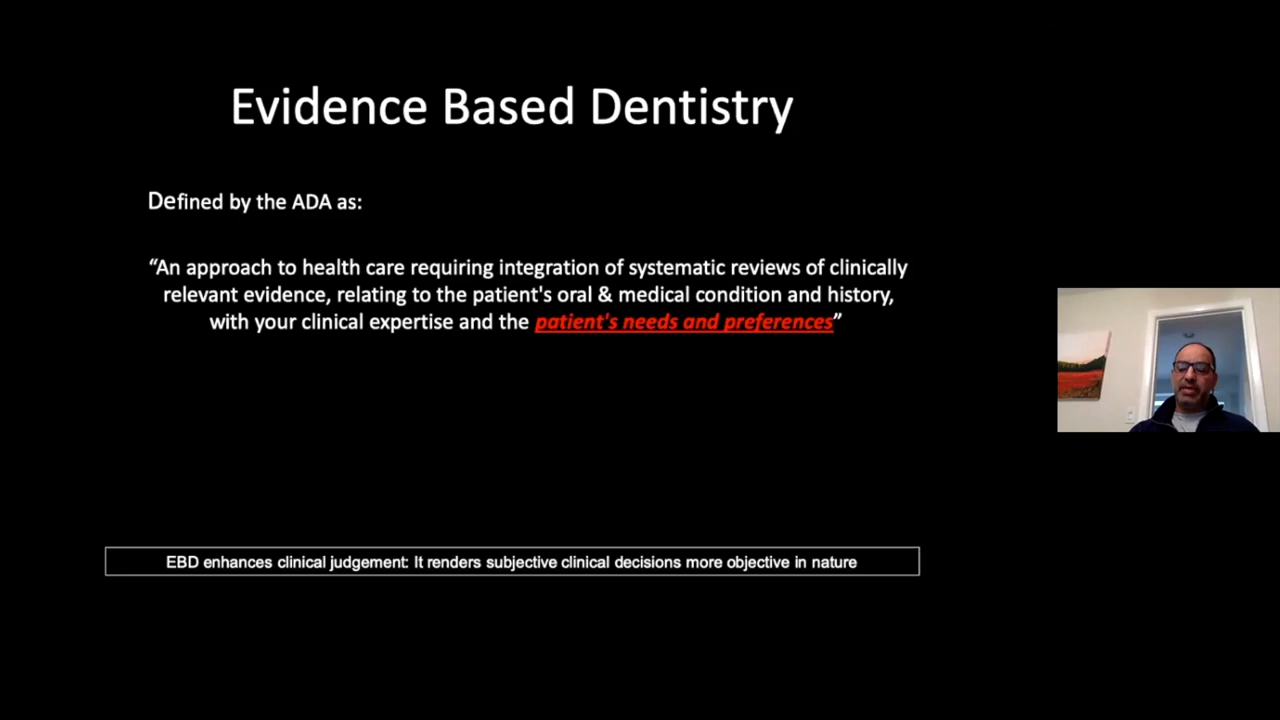 Evidence Based Dentistry
Defined by the ADA as:
“An approach to health care requiring integration of systematic reviews of clinically
relevant evidence, relating to the patient's oral & medical condition and history,
with your clinical expertise and the patient's needs and preferences”
EBD enhances clinical judgement: It renders subjective clinical decisions more objective in nature